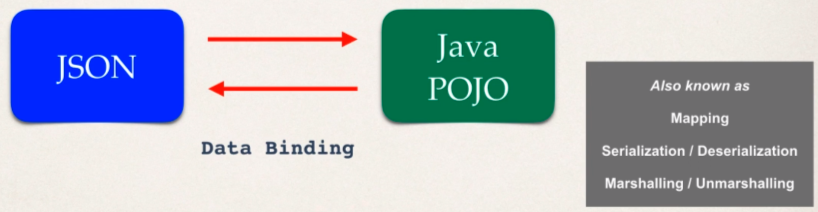 JSON
Java
POJO
Data Binding
Also known as
Mapping
Serialization / Deserialization
Marshalling / Unmarshalling